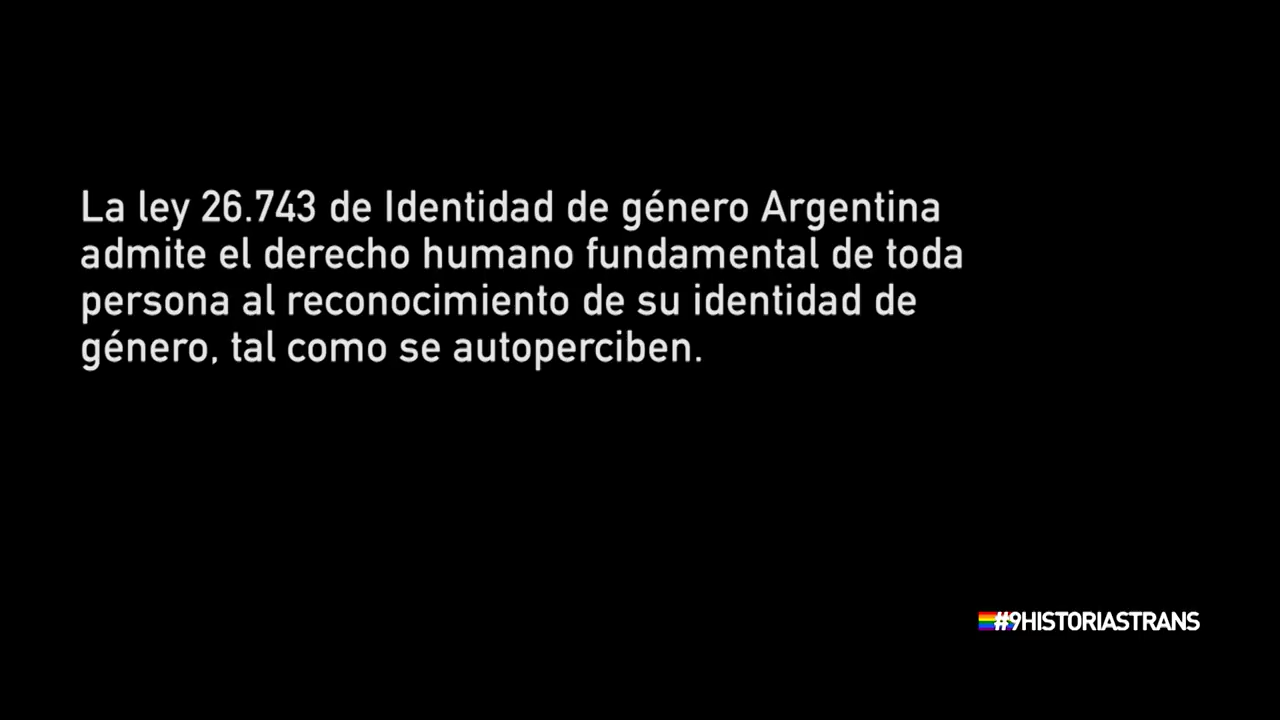 La ley 26.743 de Identidad de género Argentina
admite el derecho humano fundamental de toda
persona al reconocimiento de su identidad de
género, tal como se autoperciben.
#9HISTORIASTRANS